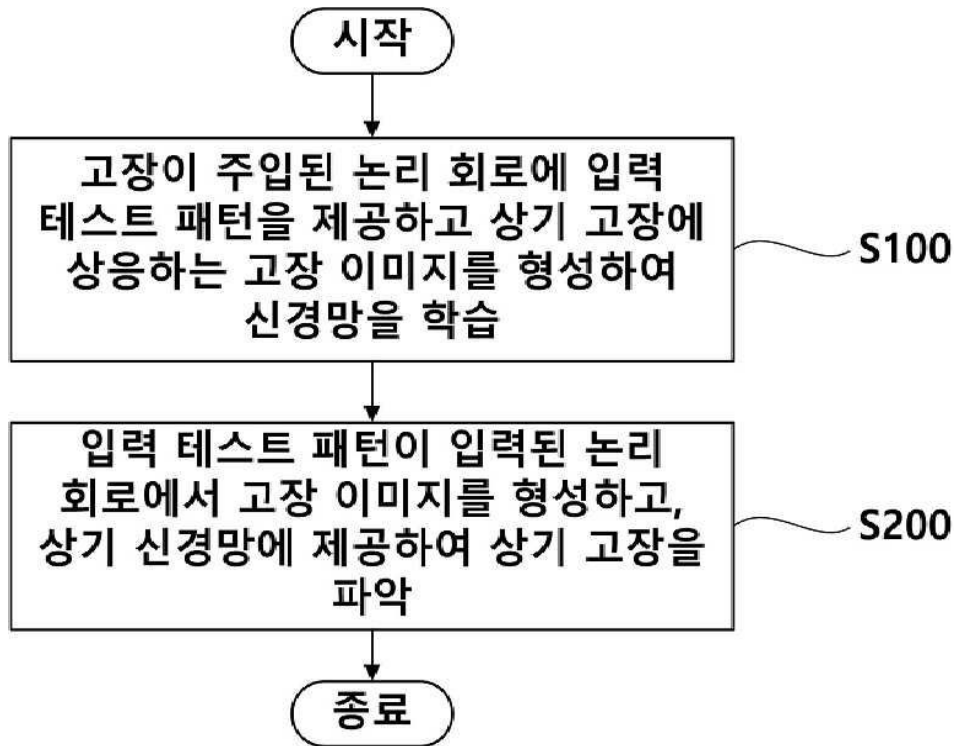 시작
고장이 주입된 논리 회로에 입력
테스트 패턴을 제공하고 상기 고장에
상응하는 고장 이미지를 형성하여
신경망을 학습
S100
입력 테스트 패턴이 입력된 논리
회로에서 고장 이미지를 형성하고,
상기 신경망에 제공하여 상기 고장을
파악
S200
종료